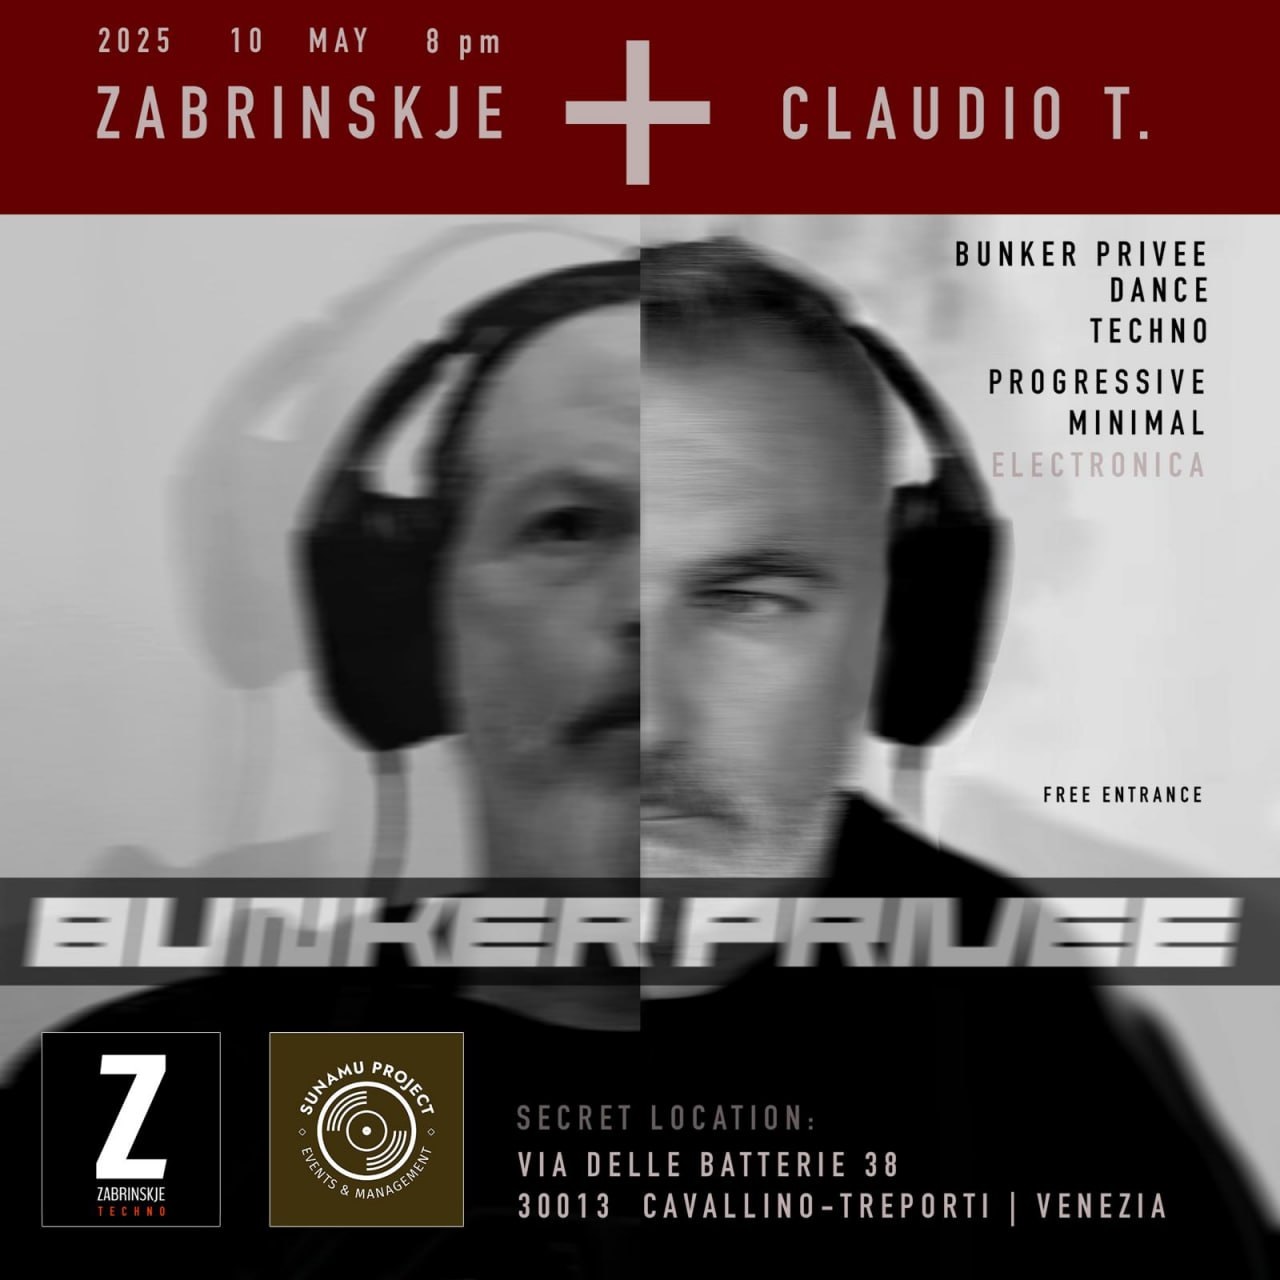 2025 10 MAY 8 pm
ZABRINSKJE + CLAUDIO T.
BUNKER PRIVEE
DANCE
TECHNO
PROGRESSIVE
MINIMAL
ELECTRONICA
FREE ENTRANCE
BUNKER PRIVEE
Z
ZABRINSKJE
TECHNO
SUNAMU PROJECT
EVENTS & MANAGEMENT
SECRET LOCATION:
VIA DELLE BATTERIE 38
30013 CAVALLINO-TREPORTI | VENEZIA